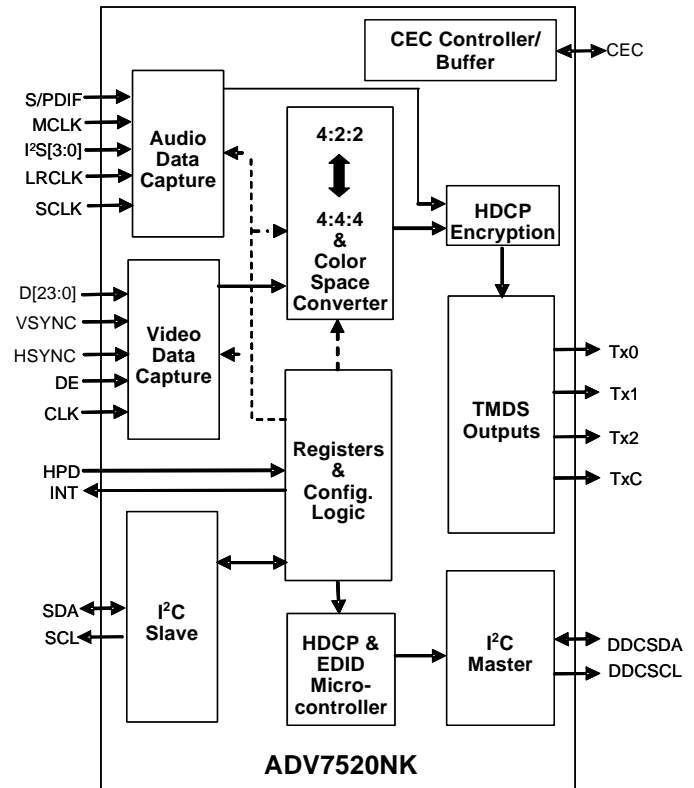 CEC Controller/
Buffer
CEC
S/PDIF
MCLK
I²S[3:0]
LRCLK
SCLK
Audio
Data
Capture
4:2:2
4:4:4
&
Color
Space
Converter
HDCP
Encryption
D[23:0]
VSYNC
HSYNC
DE
CLK
Video
Data
Capture
TMDS
Outputs
Tx0
Tx1
Tx2
TxC
HPD
INT
Registers
&
Config.
Logic
SDA
SCL
I²C
Slave
HDCP &
EDID
Micro-
controller
I²C
Master
DDCSDA
DDCSCL
ADV7520NK